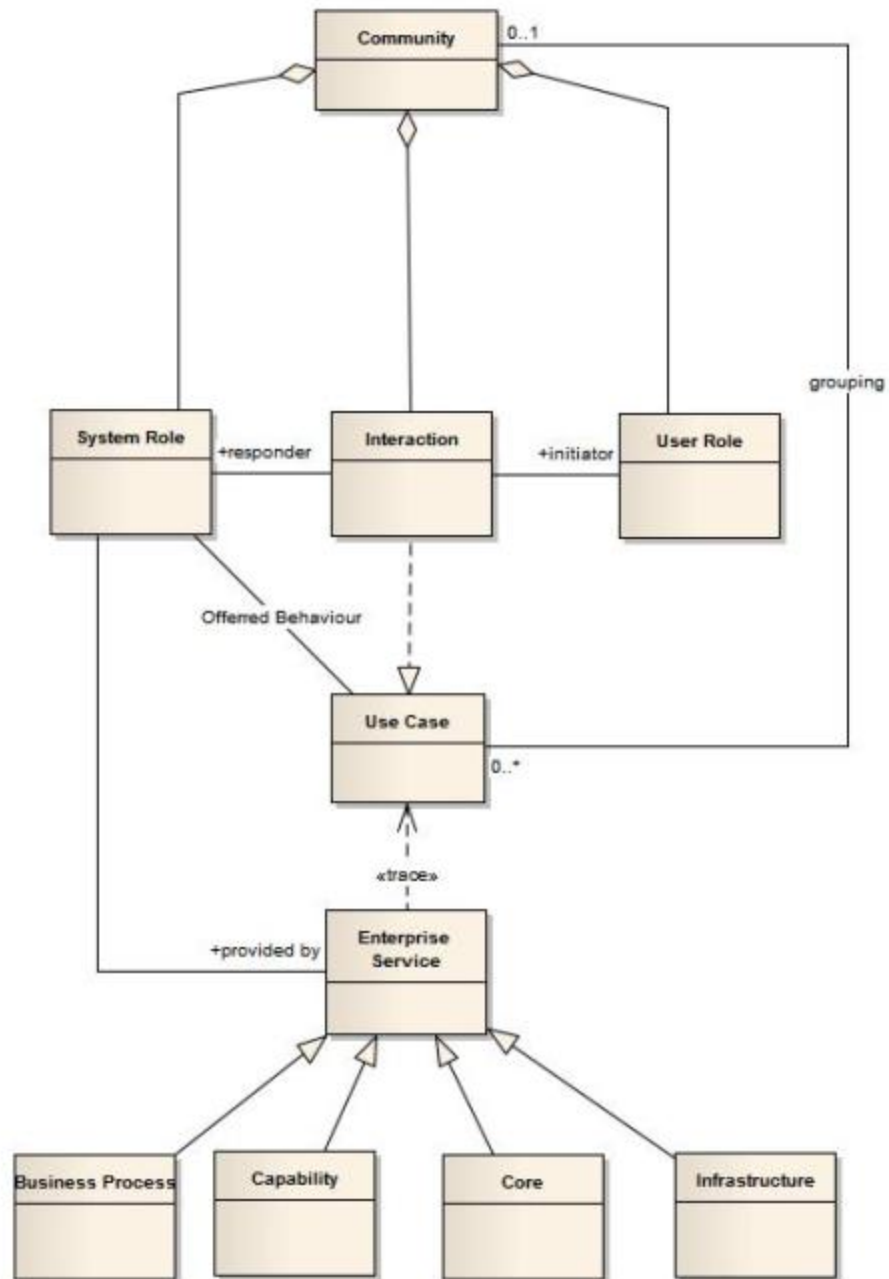 Community
0..1
grouping
System Role
+responder
Interaction
+initiator
User Role
Offerred Behaviour
Use Case
0..*
«trace»
Enterprise
Service
+provided by
Business Process
Capability
Core
Infrastructure